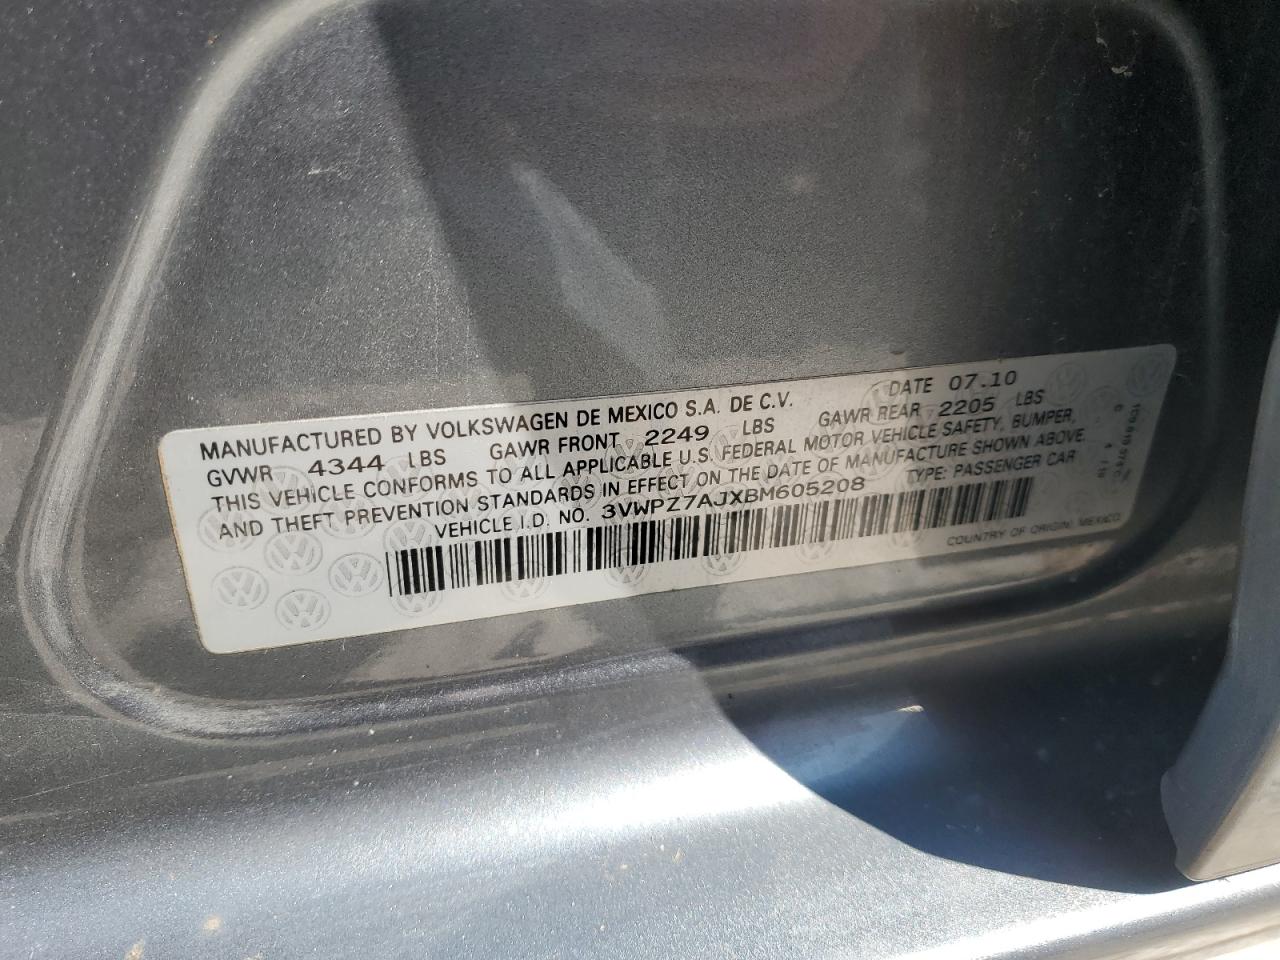 MANUFACTURED BY VOLKSWAGEN DE MEXICO S.A. DE C.V. DATE 07.10
GVWR 4344 LBS GAWR FRONT 2249 LBS GAWR REAR 2205 LBS
THIS VEHICLE CONFORMS TO ALL APPLICABLE U.S. FEDERAL MOTOR VEHICLE SAFETY, BUMPER,
AND THEFT PREVENTION STANDARDS IN EFFECT ON THE DATE OF MANUFACTURE SHOWN ABOVE.
VEHICLE I.D. NO. 3VWPZ7AJXBM605208 TYPE: PASSENGER CAR
COUNTRY OF ORIGIN: MEXICO